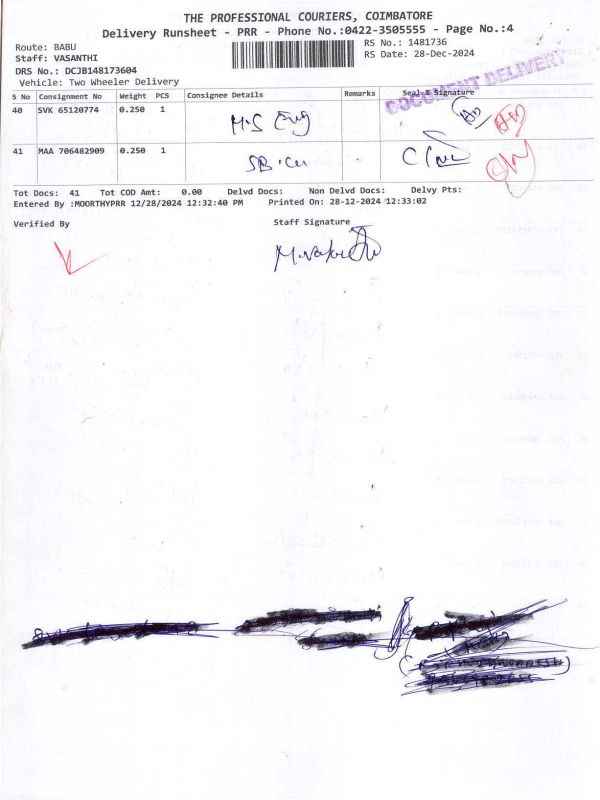 THE PROFESSIONAL COURIERS, COIMBATORE
Delivery Runsheet - PRR - Phone No.:0422-3505555 - Page No.:4
Route: BABU
RS No.: 1481736
Staff: VASANTHI
RS Date: 28-Dec-2024
DRS No.: DCJB148173604
Vehicle: Two Wheeler Delivery
DOCUMENT DELIVERY
S No Consignment No Weight PCS Consignee Details Remarks Seal & Signature
40 SVK 65120774 0.250 1 M.S Eng
41 MAA 706482909 0.250 1
Tot Docs: 41 Tot COD Amt: 0.00 Delvd Docs: Non Delvd Docs: Delvy Pts:
Entered By :MOORTHYPRR 12/28/2024 12:32:40 PM Printed On: 28-12-2024 12:33:02
Verified By Staff Signature